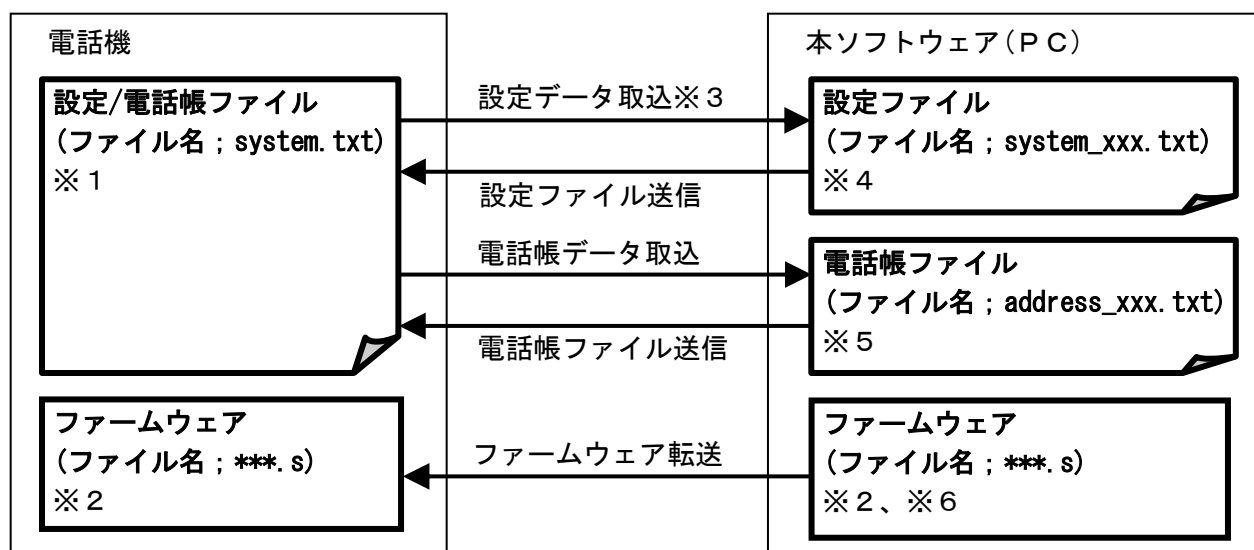 電話機
設定/電話帳ファイル
(ファイル名;system.txt)
※1
ファームウェア
(ファイル名;***.s)
※2
設定データ取込※3
設定ファイル送信
電話帳データ取込
電話帳ファイル送信
ファームウェア転送
本ソフトウェア(PC)
設定ファイル
(ファイル名;system_xxx.txt)
※4
電話帳ファイル
(ファイル名;address_xxx.txt)
※5
ファームウェア
(ファイル名;***.s)
※2、※6